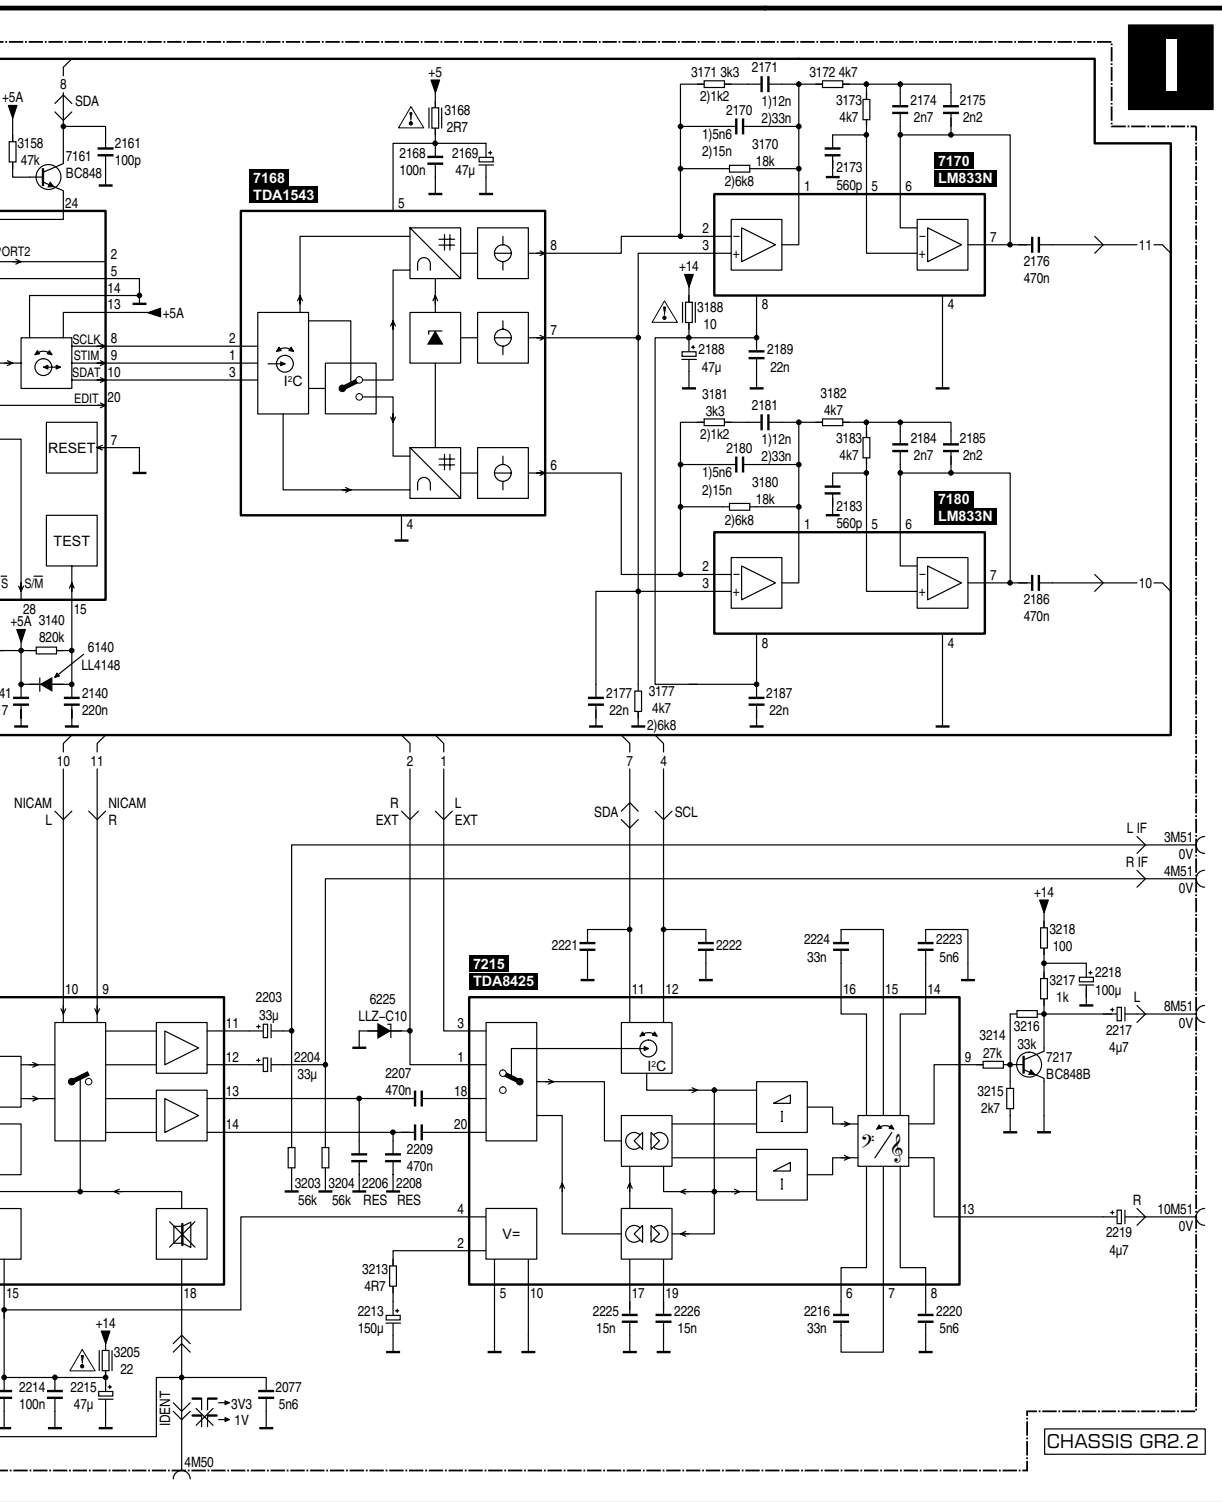 I
8
SDA
+5A
3158
47k
7161
BC848
2161
100p
24
+5
3168
2R7
2168
100n
2169
47µ
7168
TDA1543
5
3171 3k3
2171
3172 4k7
2)1k2
1)12n
2)33n
2170
1)5n6
2)15n
3170
18k
2)6k8
3173
4k7
2174
2n7
2175
2n2
2173
560p
7170
LM833N
1
5
6
ORT2
2
5
14
13
+5A
SCLK
8
STIM
9
SDAT
10
EDIT
20
RESET
7
TEST
S
S/M
28
15
2
1
3
I²C
8
7
6
4
2
3
7
2176
470n
11
+14
3188
10
8
4
2188
47µ
2189
22n
3181
3k3
2)1k2
2181
1)12n
2)33n
3182
4k7
2180
1)5n6
2)15n
3180
18k
2)6k8
3183
4k7
2184
2n7
2185
2n2
2183
560p
7180
LM833N
1
5
6
2
3
7
2186
470n
10
8
4
+5A
3140
820k
6140
LL4148
41
7
2140
220n
2177
22n
3177
4k7
2)6k8
2187
22n
10
11
2
1
7
4
NICAM
L
NICAM
R
R
EXT
L
EXT
SDA
SCL
L IF
3M51
0V
R IF
4M51
0V
+14
3218
100
2221
2222
2224
33n
2223
5n6
7215
TDA8425
3217
1k
2218
100µ
10
9
2203
33µ
6225
LLZ-C10
11
12
16
15
14
L
8M51
0V
2217
4µ7
11
12
2204
33µ
3
1
I²C
9
3214
27k
3216
33k
7217
BC848B
13
14
2207
470n
18
20
3215
2k7
2209
470n
3203
56k
3204
56k
2206
RES
2208
RES
I
I
4
2
V=
13
R
10M51
0V
2219
4µ7
15
18
3213
4R7
2213
150µ
5
10
17
19
6
7
8
2225
15n
2226
15n
2216
33n
2220
5n6
+14
3205
22
2214
100n
2215
47µ
IDENT
3V3
1V
2077
5n6
4M50
CHASSIS GR2.2